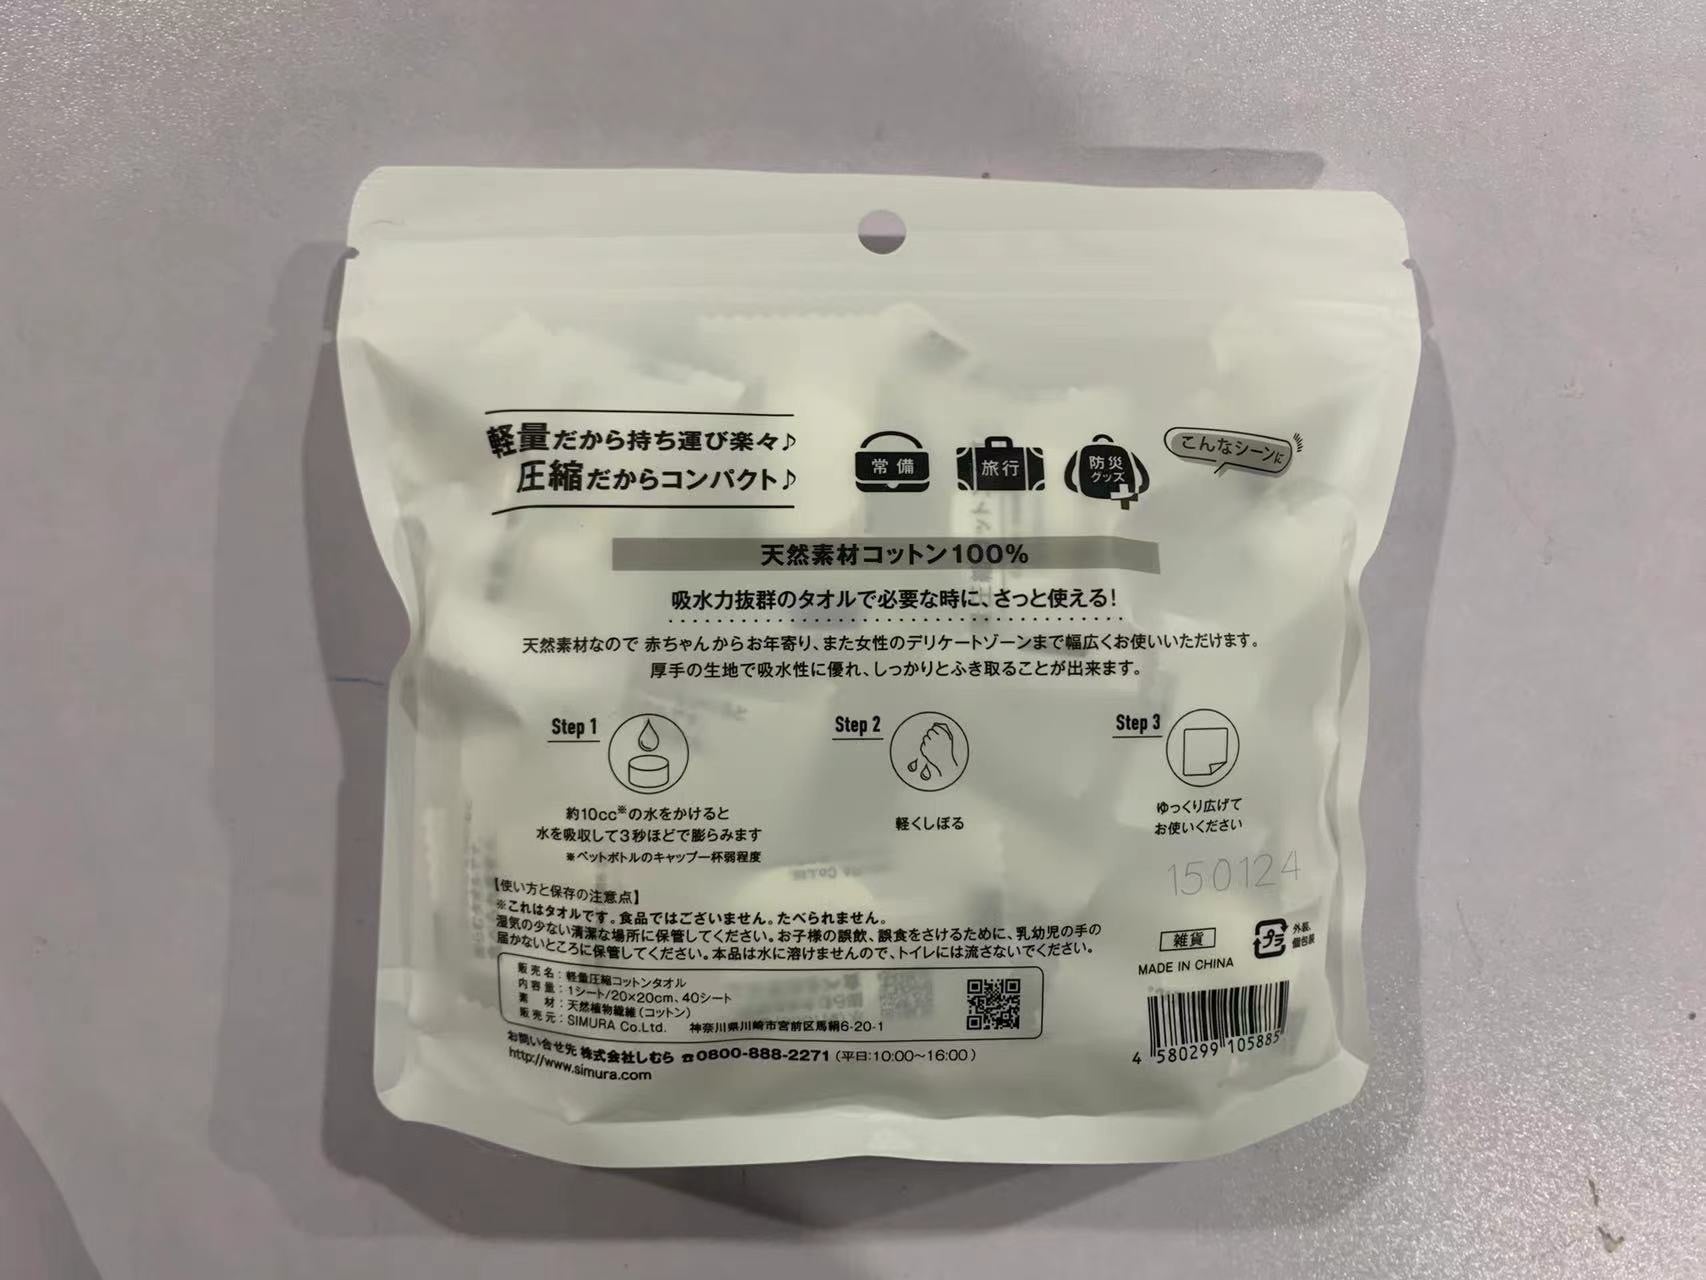 軽量だから持ち運び楽々♪
圧縮だからコンパクト♪
常備
旅行
防災
グッズ
こんなシーンに
天然素材コットン100%
吸水力抜群のタオルで必要な時に、さっと使える!
天然素材なので 赤ちゃんからお年寄り、また女性のデリケートゾーンまで幅広くお使いいただけます。
厚手の生地で吸水性に優れ、しっかりとふき取ることが出来ます。
Step 1
約10cc※の水をかけると
水を吸収して3秒ほどで膨らみます
※ペットボトルのキャップ一杯弱程度
Step 2
軽くしぼる
Step 3
ゆっくり広げて
お使いください
150124
【使い方と保存の注意点】
※これはタオルです。食品ではございません。たべられません。
湿気の少ない清潔な場所に保管してください。お子様の誤飲、誤食をさけるために、乳幼児の手の
届かないところに保管してください。本品は水に溶けませんので、トイレには流さないでください。
販売名:軽量圧縮コットンタオル
内容量:1シート/20×20cm、40シート
素材:天然植物繊維(コットン)
販売元:SIMURA Co.Ltd. 神奈川県川崎市宮前区馬絹6-20-1
お問い合せ先 株式会社しむら ☎0800-888-2271(平日:10:00~16:00)
http://www.simura.com
雑貨
MADE IN CHINA
プラ
外装、
個包装
4 580299 105885